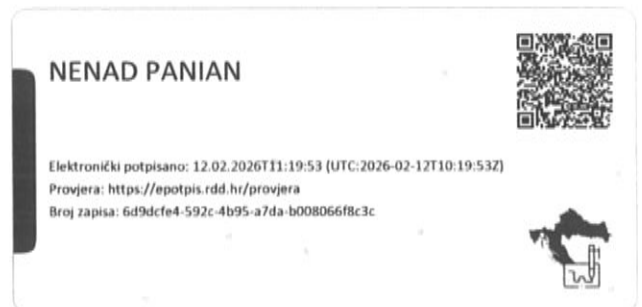 NENAD PANIAN
Elektronički potpisano: 12.02.2026T11:19:53 (UTC:2026-02-12T10:19:53Z)
Provjera: https://epotpis.rdd.hr/provjera
Broj zapisa: 6d9dcfe4-592c-4b95-a7da-b008066f8c3c